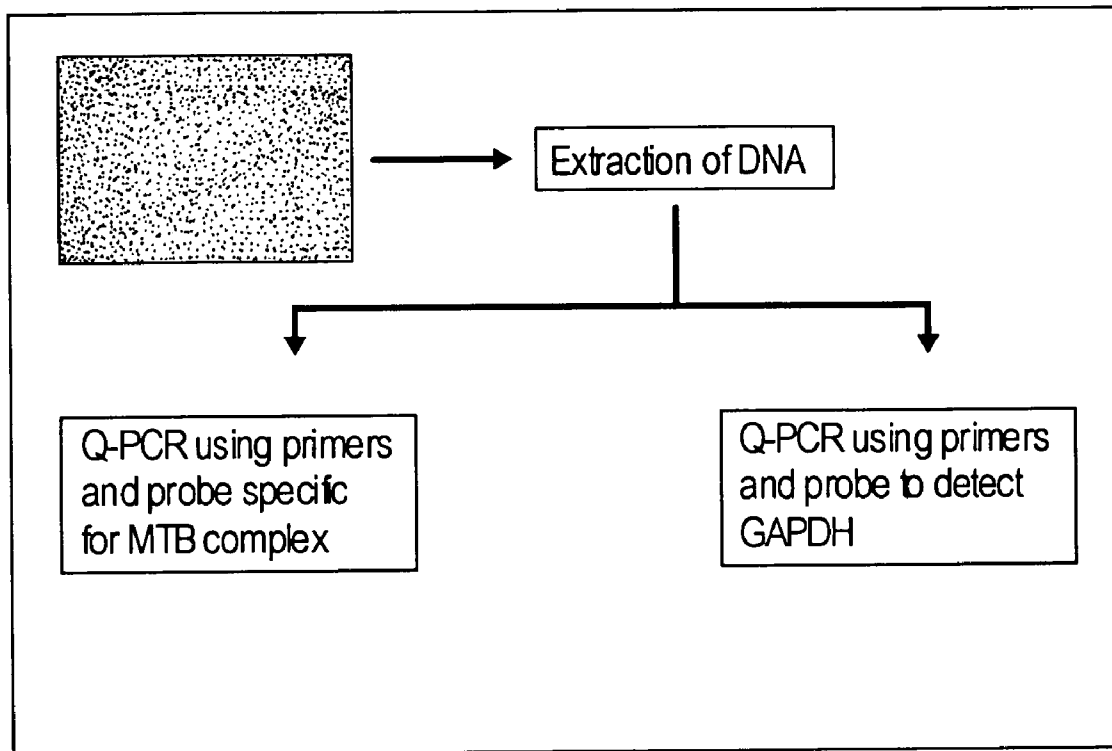 Extraction of DNA
Q-PCR using primers
and probe specific
for MTB complex
Q-PCR using primers
and probe to detect
GAPDH